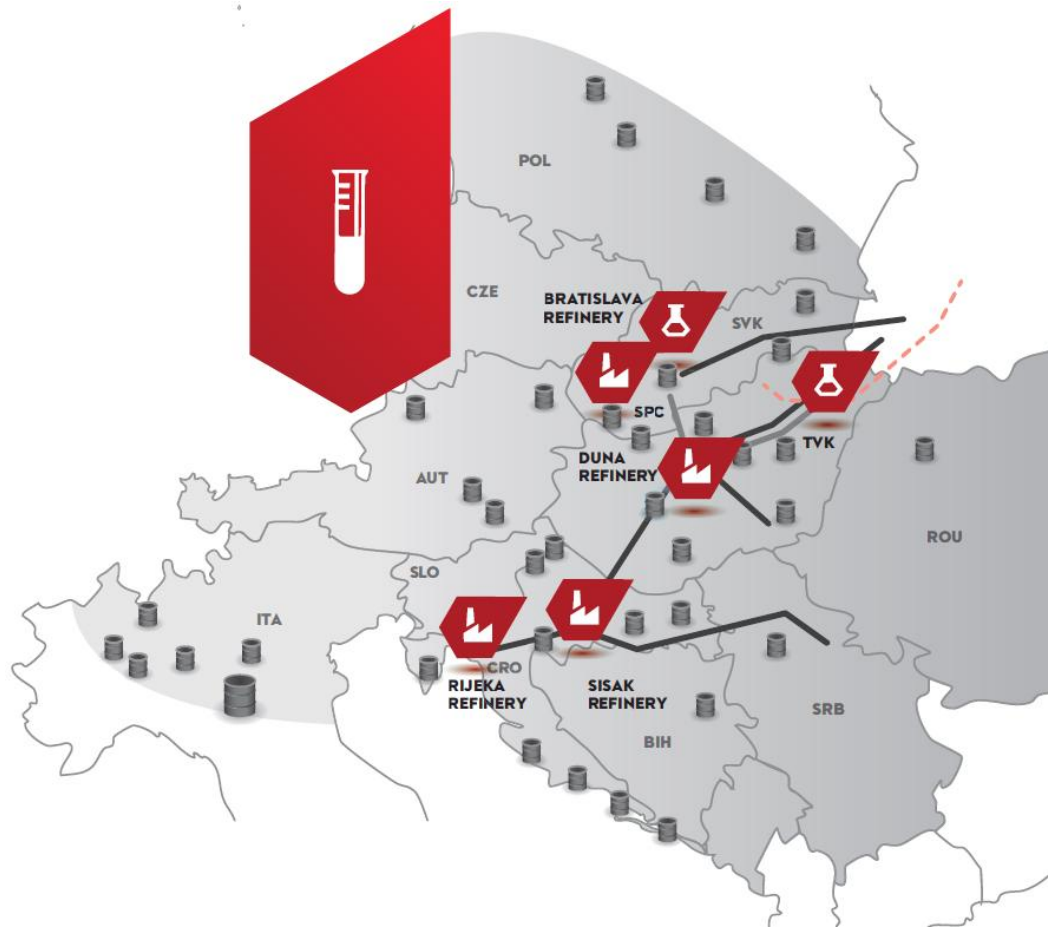 POL
CZE
BRATISLAVA
REFINERY
SVK
SPC
TVK
DUNA
REFINERY
AUT
ROU
SLO
ITA
CRO
RIJEKA
REFINERY
SISAK
REFINERY
SRB
BIH